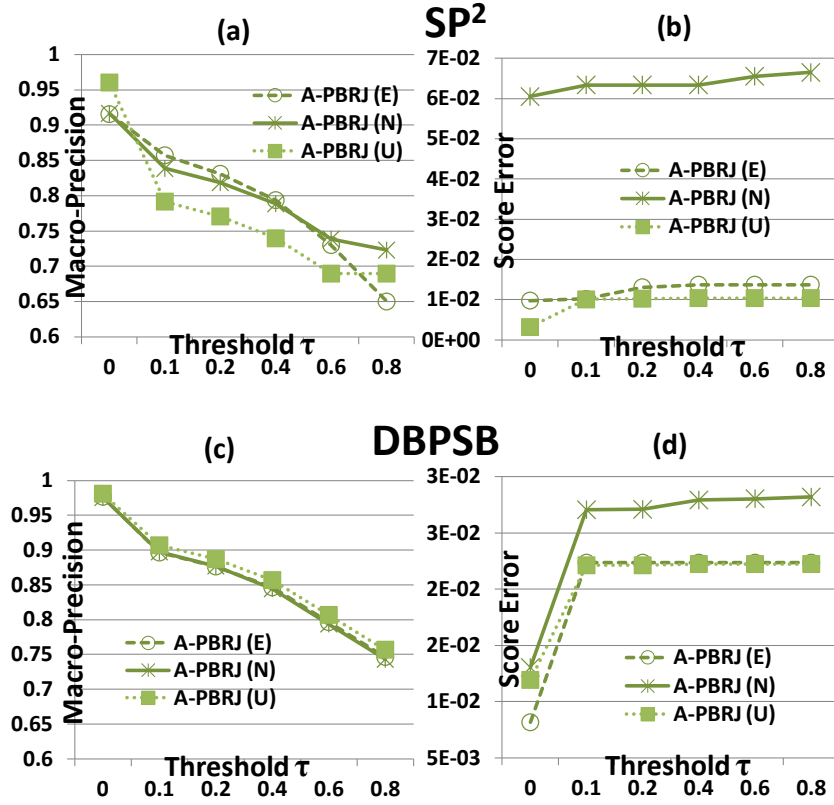 SP²
(a)
1
0.95
0.9
0.85
0.8
0.75
0.7
0.65
0.6
Macro-Precision
A-PBRJ (E)
A-PBRJ (N)
A-PBRJ (U)
Threshold τ
0 0.1 0.2 0.4 0.6 0.8
(b)
7E-02
6E-02
5E-02
4E-02
3E-02
2E-02
1E-02
0E+00
Score Error
A-PBRJ (E)
A-PBRJ (N)
A-PBRJ (U)
Threshold τ
0 0.1 0.2 0.4 0.6 0.8
DBPSB
(c)
1
0.95
0.9
0.85
0.8
0.75
0.7
0.65
0.6
Macro-Precision
A-PBRJ (E)
A-PBRJ (N)
A-PBRJ (U)
Threshold τ
0 0.1 0.2 0.4 0.6 0.8
(d)
3E-02
3E-02
2E-02
2E-02
1E-02
5E-03
Score Error
A-PBRJ (E)
A-PBRJ (N)
A-PBRJ (U)
Threshold τ
0 0.1 0.2 0.4 0.6 0.8